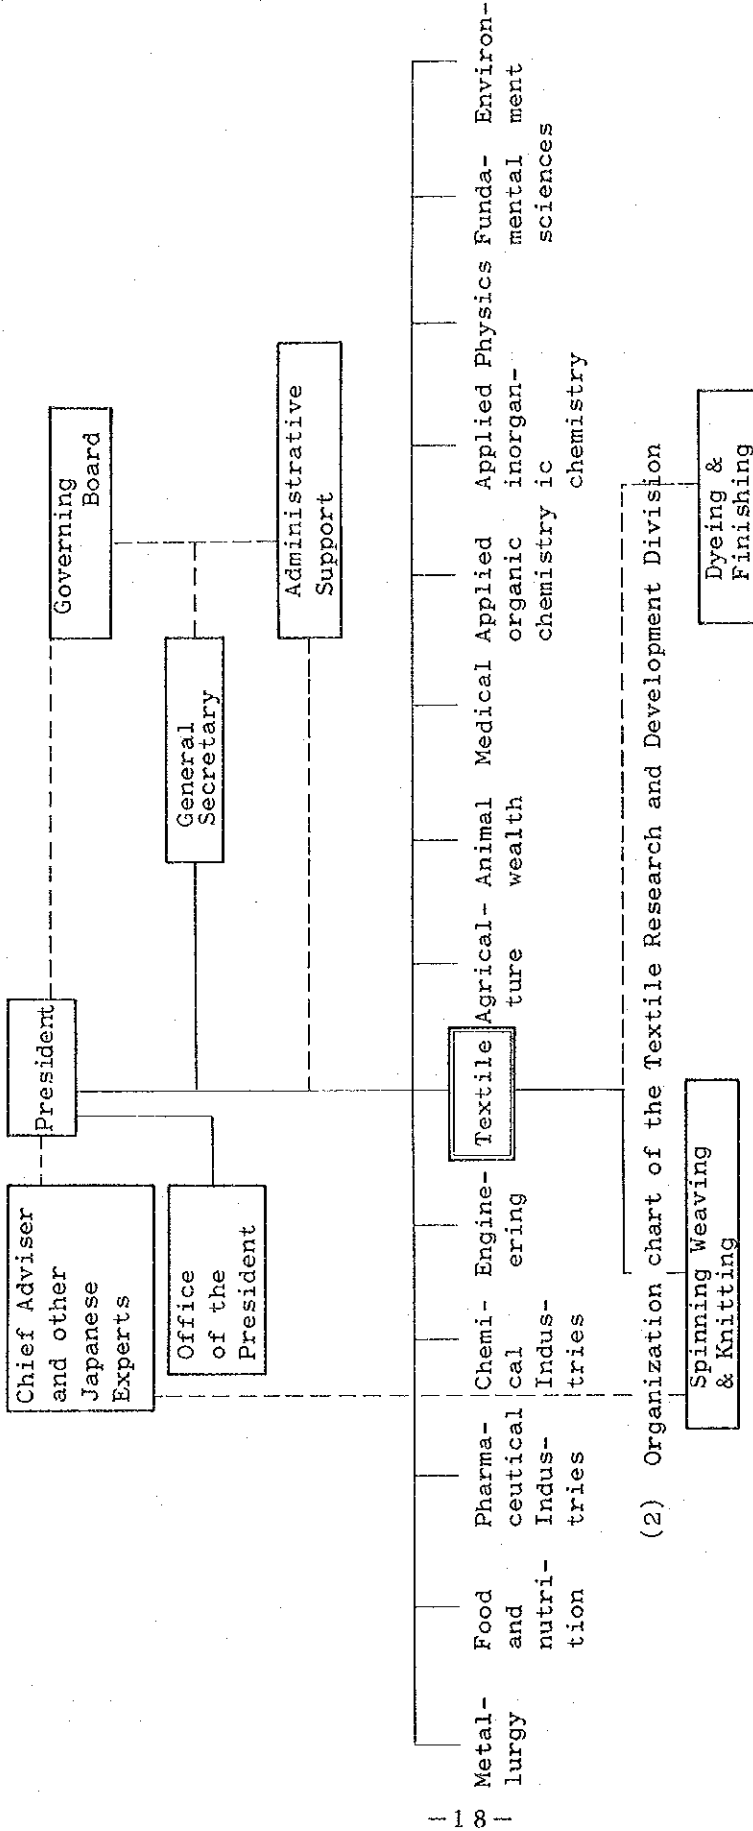 Chief Adviser
and other
Japanese
Experts
President
Governing
Board
Office
of the
President
General
Secretary
Administrative
Support
Metal-
lurgy
Food
and
nutri-
tion
Pharma-
ceutical
Indus-
tries
Chemi-
cal
Indus-
tries
Engine-
ering
Textile
Agrical-
ture
Animal
wealth
Medical
Applied
organic
chemistry
Applied
inorgan-
ic
chemistry
Physics
Funda-
mental
sciences
Environ-
ment
(2) Organization chart of the Textile Research and Development Division
Spinning Weaving
& Knitting
Dyeing &
Finishing
-18-